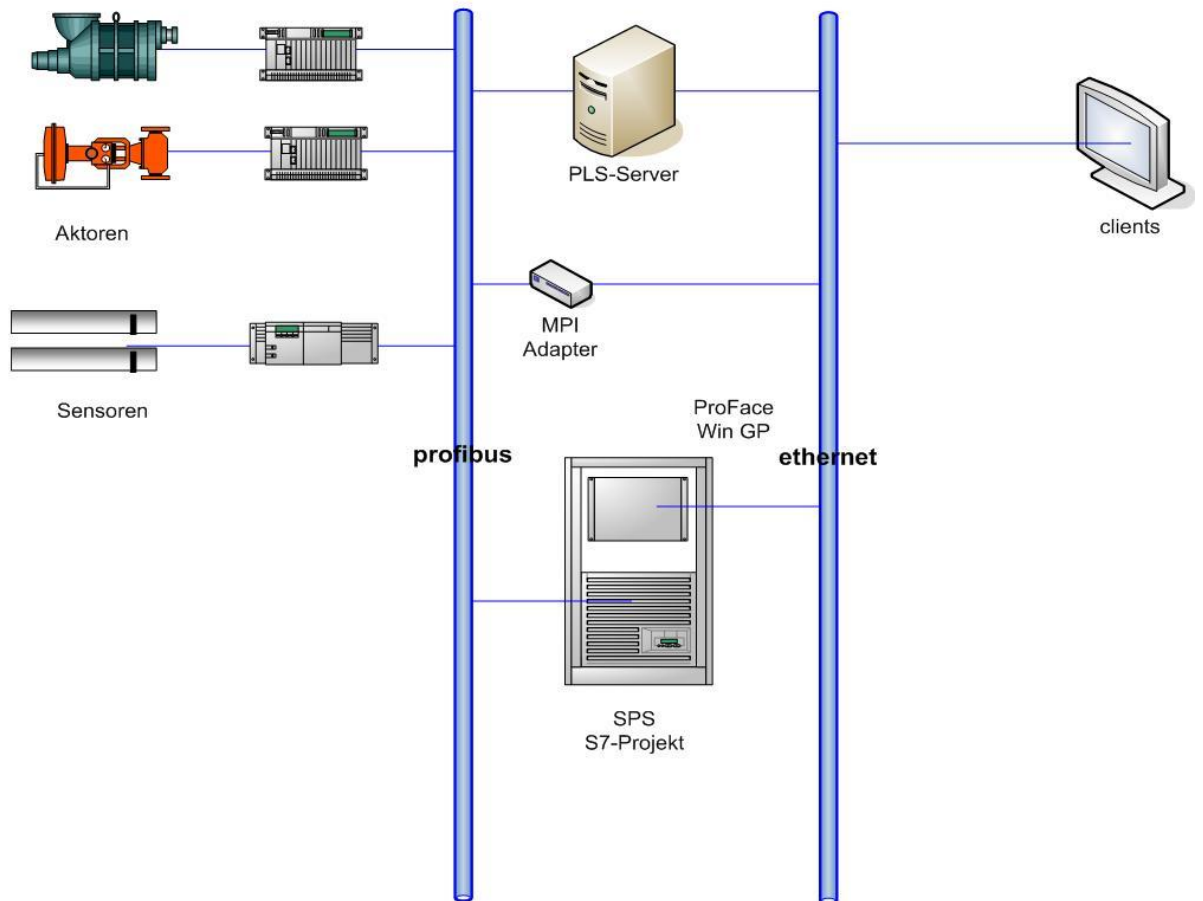 PLS-Server
clients
Aktoren
MPI
Adapter
Sensoren
ProFace
Win GP
profibus
ethernet
SPS
S7-Projekt